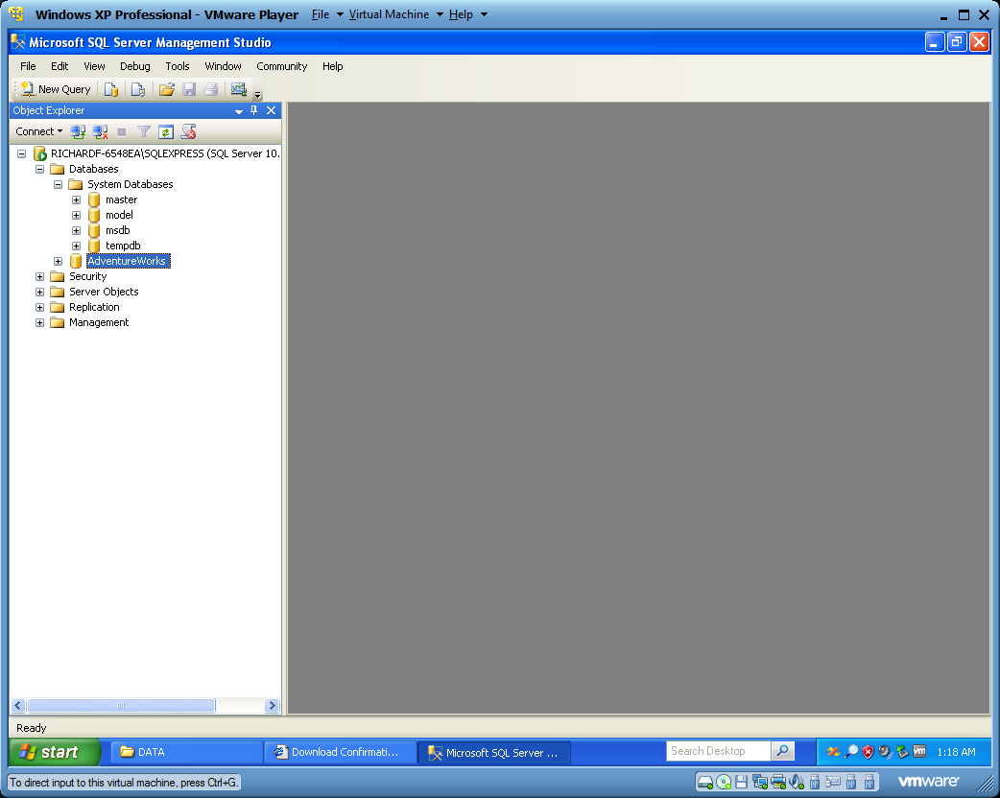 Windows XP Professional - VMware Player File Virtual Machine Help
Microsoft SQL Server Management Studio
File Edit View Debug Tools Window Community Help
New Query
Object Explorer
Connect
RICHARDF-6548EA\SQLEXPRESS (SQL Server 10.
Databases
System Databases
master
model
msdb
tempdb
AdventureWorks
Security
Server Objects
Replication
Management
Ready
start DATA Download Confirmati... Microsoft SQL Server ... Search Desktop vm 1:18 AM
To direct input to this virtual machine, press Ctrl+G. vmware